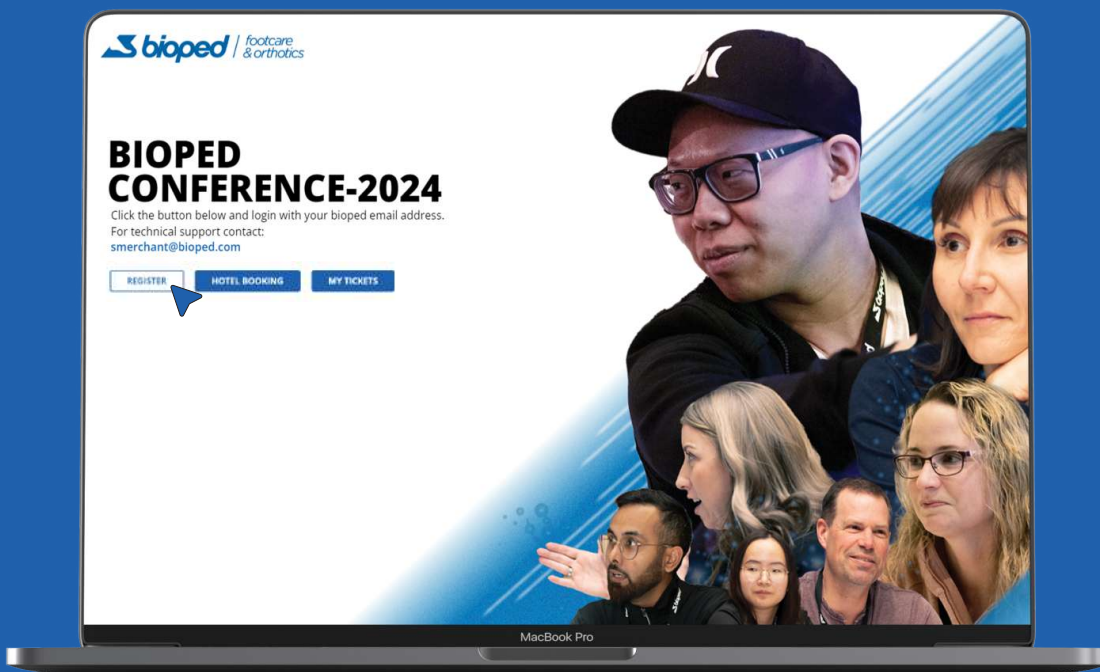 bioped
footcare
& orthotics
BIOPED
CONFERENCE-2024
Click the button below and login with your bioped email address.
For technical support contact:
smerchant@bioped.com
REGISTER
HOTEL BOOKING
MY TICKETS
MacBook Pro